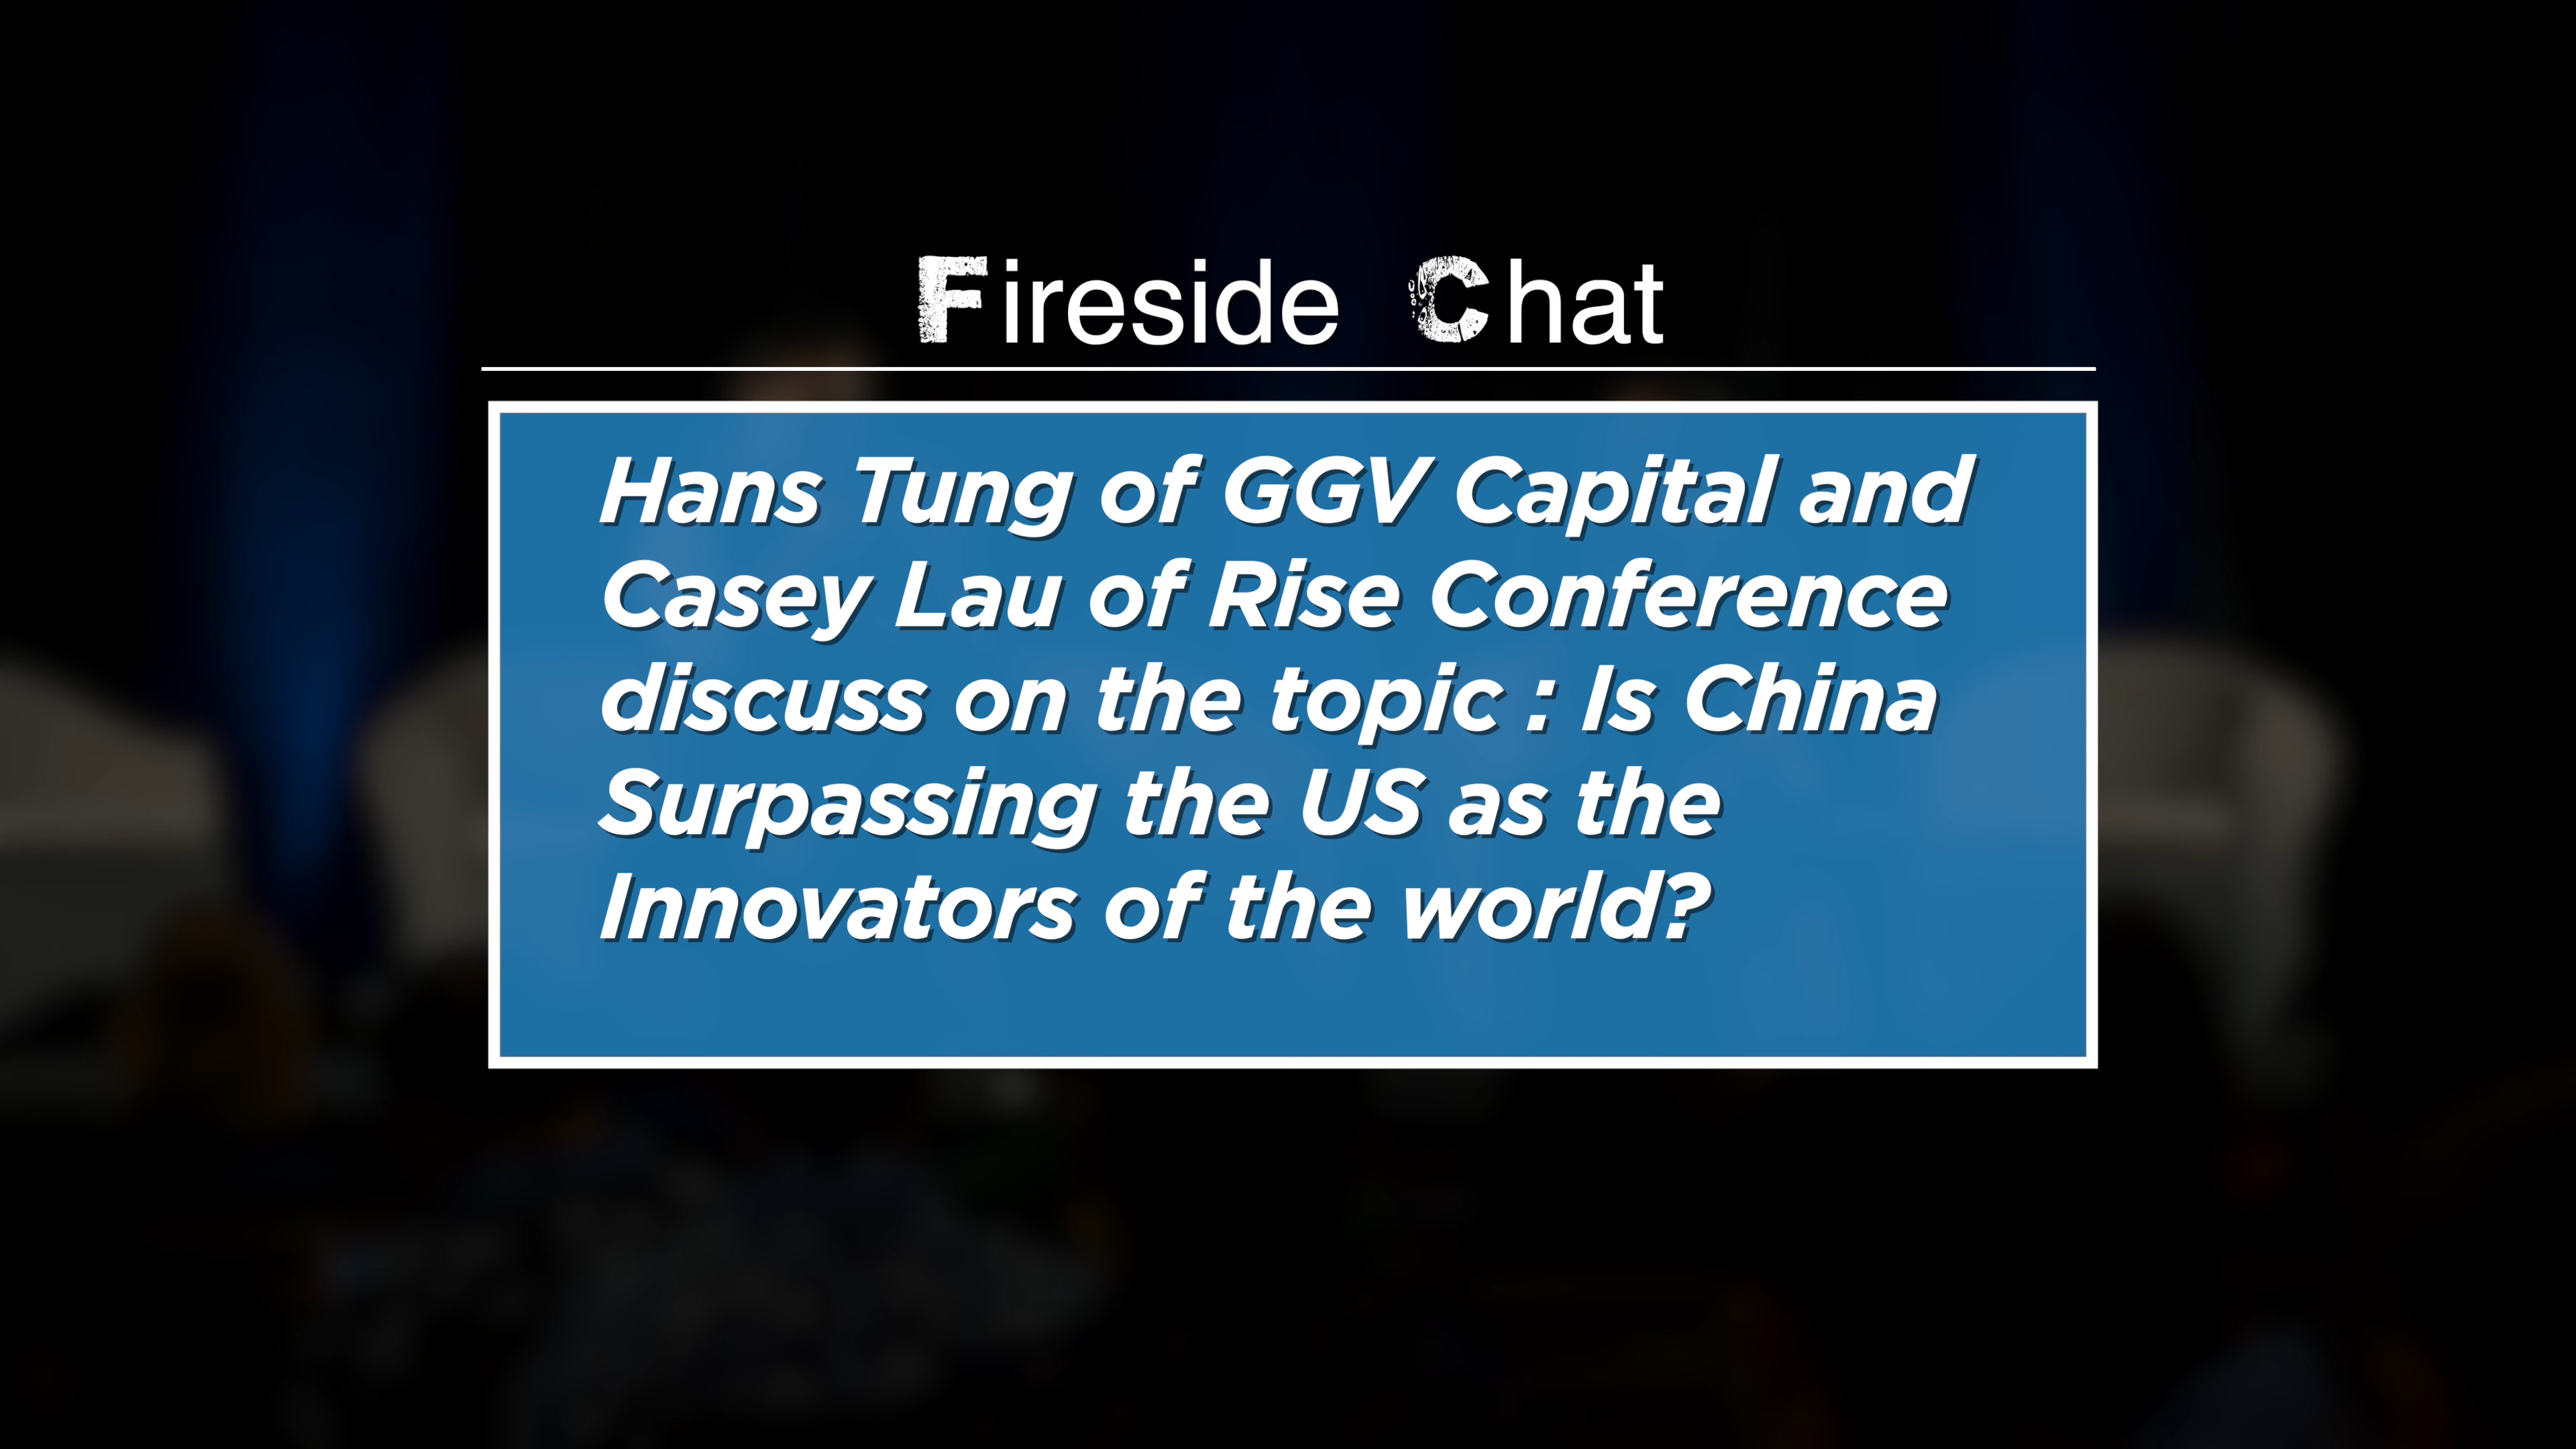 Fireside Chat
Hans Tung of GGV Capital and
Casey Lau of Rise Conference
discuss on the topic : Is China
Surpassing the US as the
Innovators of the world?